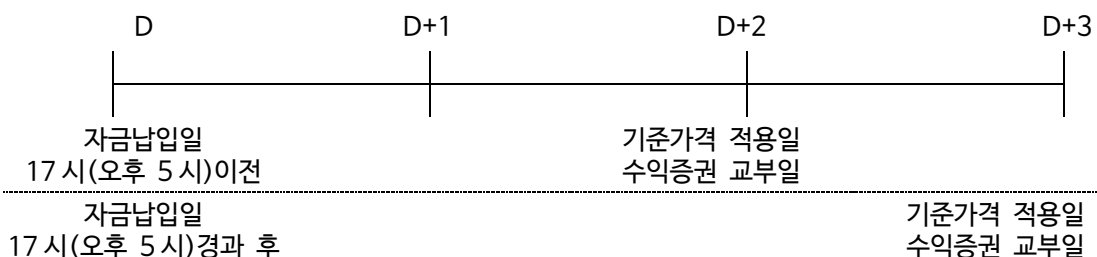 D D+1 D+2 D+3
자금납입일 기준가격 적용일
17시(오후 5시)이전 수익증권 교부일
자금납입일 기준가격 적용일
17시(오후 5시)경과 후 수익증권 교부일